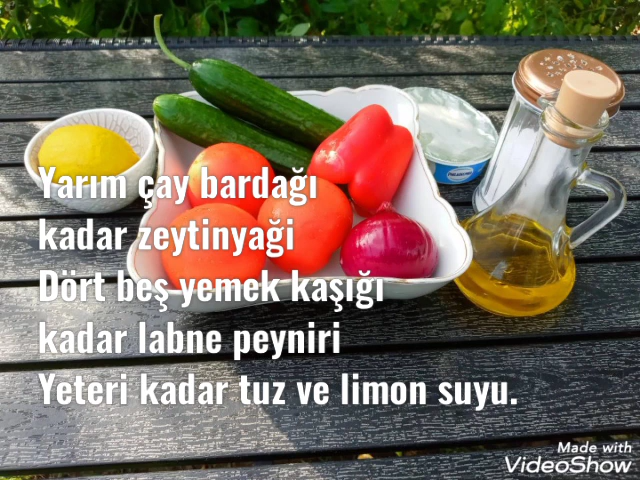 Yarım çay bardağı
kadar zeytinyaği
Dört beş yemek kaşığı
kadar labne peyniri
Yeteri kadar tuz ve limon suyu.
Made with
VideoShow